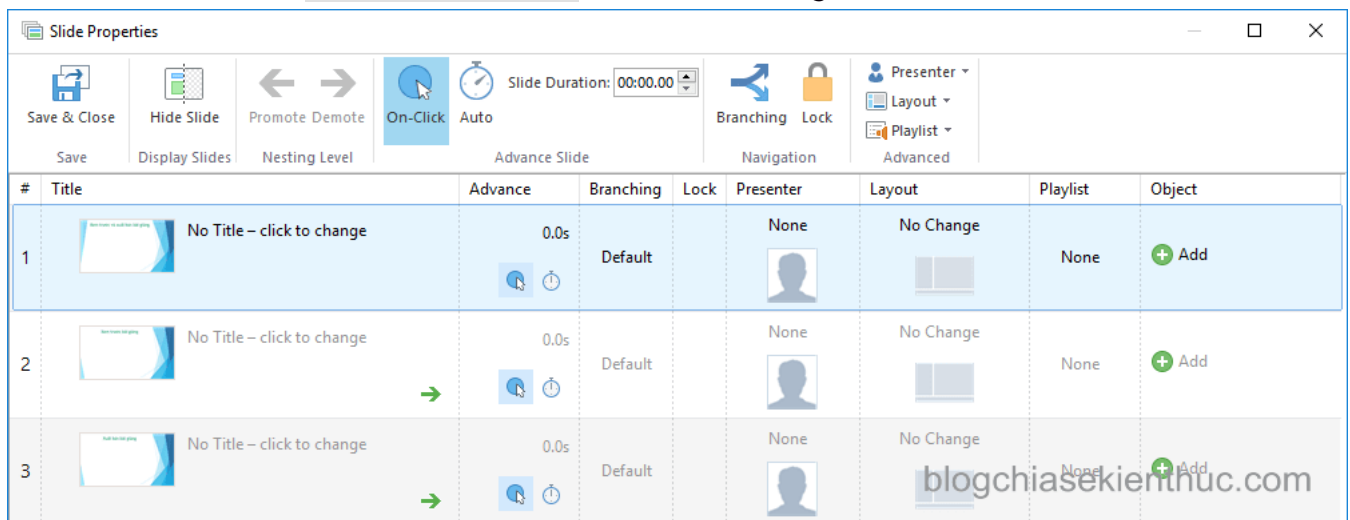 Slide Properties
Slide Duration: 00:00.00
Presenter
Layout
Playlist
Save & Close Hide Slide Promote Demote On-Click Auto Branching Lock
Save Display Slides Nesting Level Advance Slide Navigation Advanced
# Title Advance Branching Lock Presenter Layout Playlist Object
1 No Title – click to change 0.0s Default None No Change None Add
2 No Title – click to change 0.0s Default None No Change None Add
3 No Title – click to change 0.0s Default None No Change None Add
blogchiasekienthuc.com